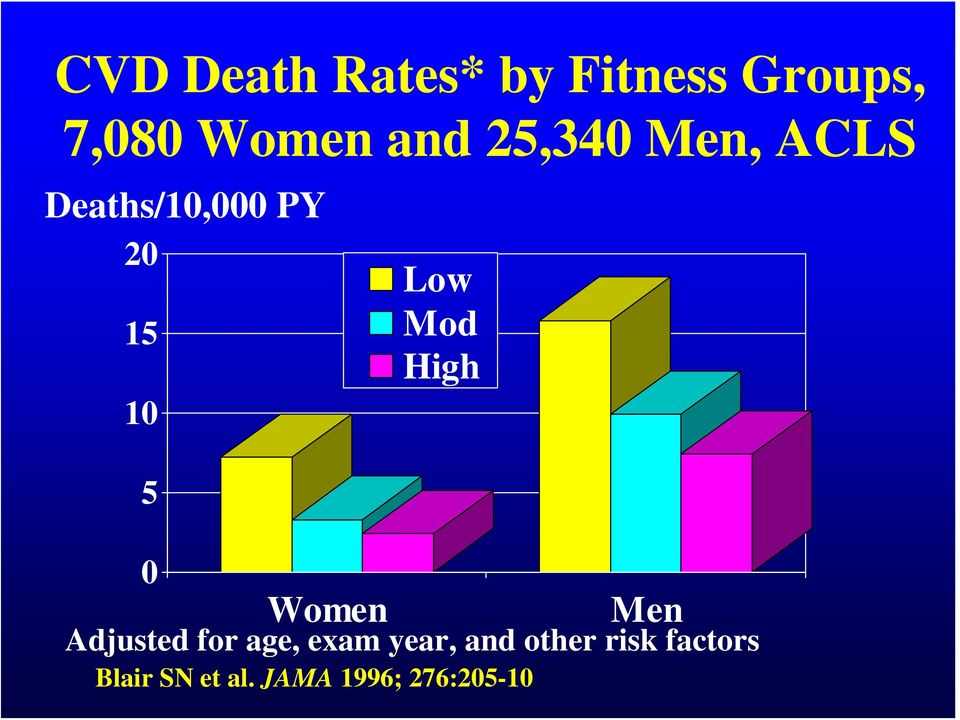 CVD Death Rates* by Fitness Groups,
7,080 Women and 25,340 Men, ACLS
Deaths/10,000 PY
20
15
10
5
0
Low
Mod
High
Women Men
Adjusted for age, exam year, and other risk factors
Blair SN et al. JAMA 1996; 276:205-10